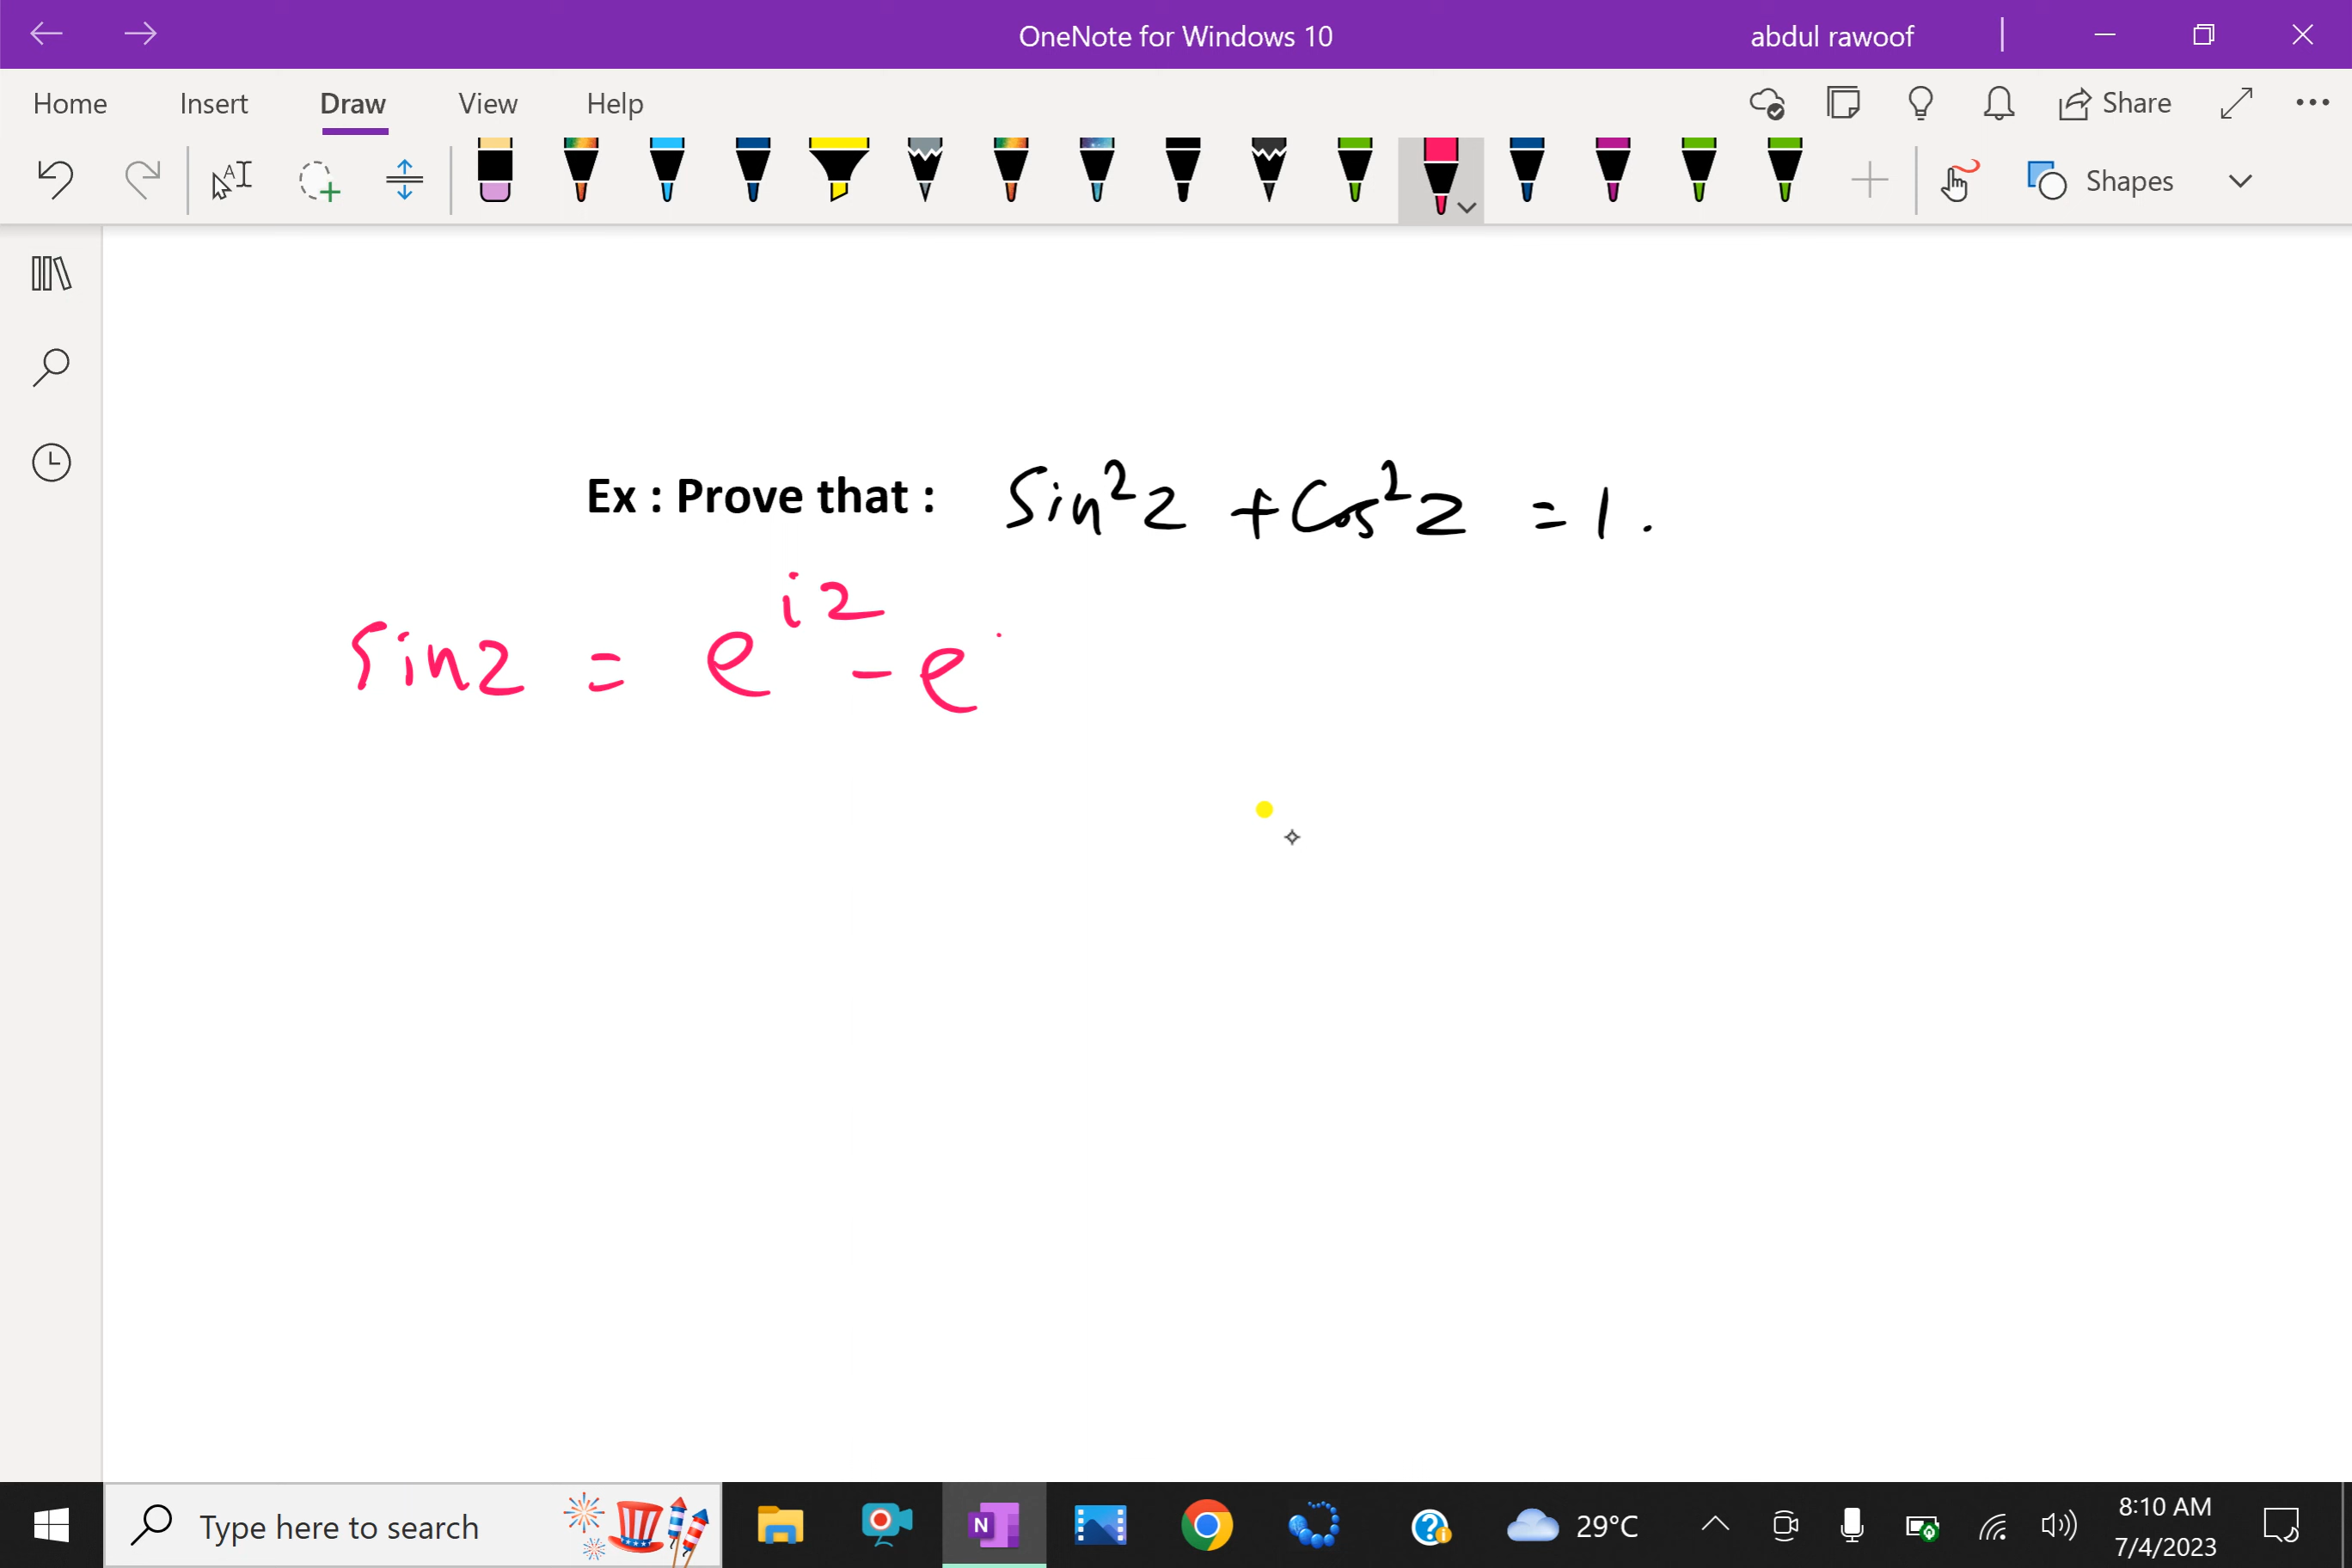 OneNote for Windows 10
abdul rawoof
Home Insert Draw View Help
Share
Shapes
Ex : Prove that : Sin²z + Cos²z = 1.
Sinz = e^{iz} - e
Type here to search
29°C
8:10 AM
7/4/2023